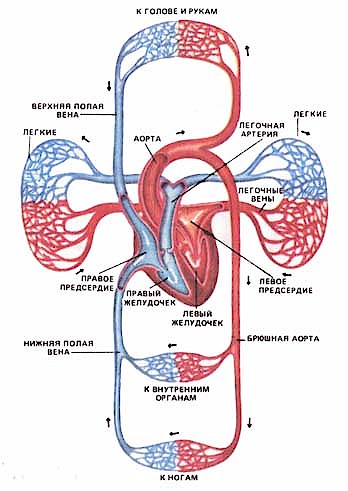 К ГОЛОВЕ И РУКАМ
ВЕРХНЯЯ ПОЛАЯ
ВЕНА
ЛЕГКИЕ
АОРТА
ЛЕГОЧНАЯ
АРТЕРИЯ
ЛЕГКИЕ
ЛЕГОЧНЫЕ
ВЕНЫ
ПРАВОЕ
ПРЕДСЕРДИЕ
ПРАВЫЙ
ЖЕЛУДОЧЕК
ЛЕВЫЙ
ЖЕЛУДОЧЕК
ЛЕВОЕ
ПРЕДСЕРДИЕ
НИЖНЯЯ ПОЛАЯ
ВЕНА
БРЮШНАЯ АОРТА
К ВНУТРЕННИМ
ОРГАНАМ
К НОГАМ